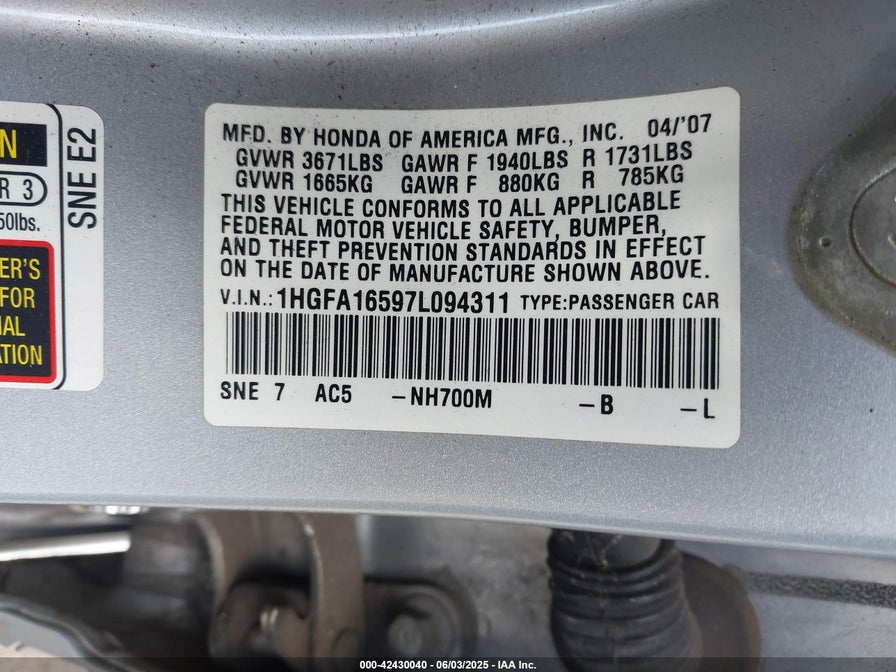 N
R 3
50lbs.
ER'S
FOR
TION
SNE E2
MFD. BY HONDA OF AMERICA MFG., INC. 04/'07
GVWR 3671LBS GAWR F 1940LBS R 1731LBS
GVWR 1665KG GAWR F 880KG R 785KG
THIS VEHICLE CONFORMS TO ALL APPLICABLE
FEDERAL MOTOR VEHICLE SAFETY, BUMPER,
AND THEFT PREVENTION STANDARDS IN EFFECT
ON THE DATE OF MANUFACTURE SHOWN ABOVE.
V.I.N.: 1HGFA16597L094311 TYPE:PASSENGER CAR
SNE 7 AC5 -NH700M -B -L
000-42430040 - 06/03/2025 - IAA Inc.